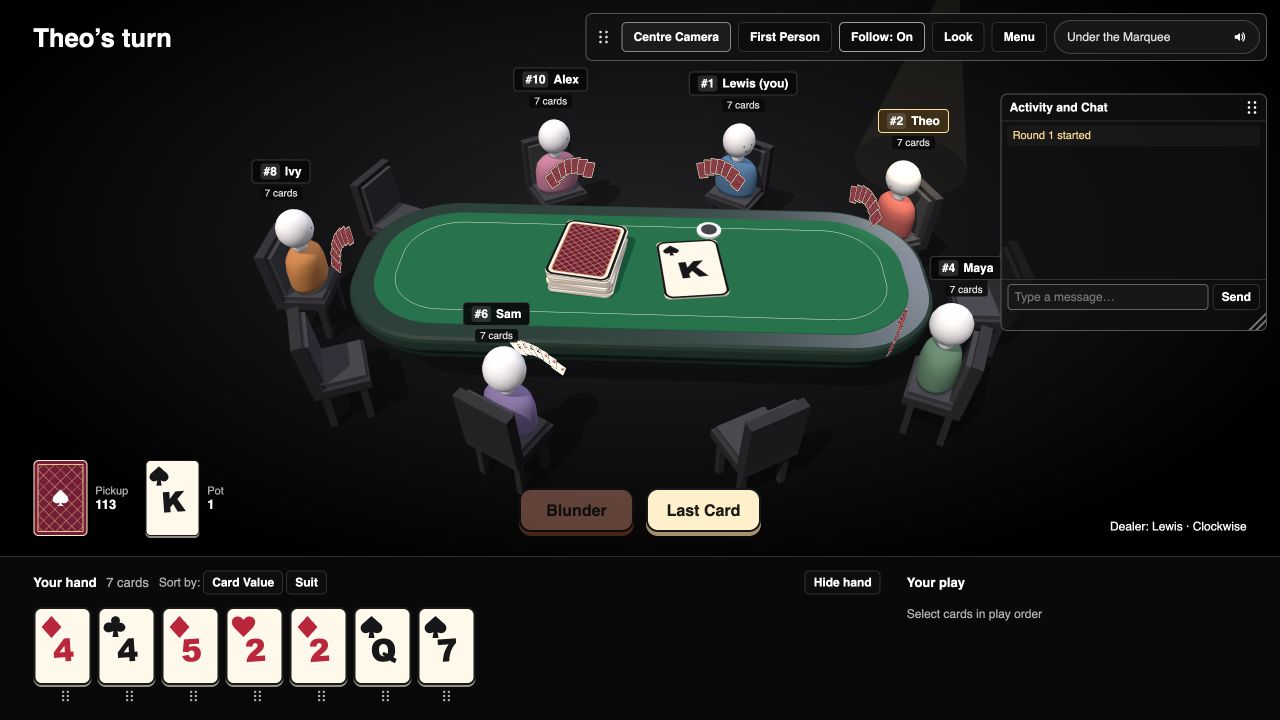 Theo’s turn
Centre Camera
First Person
Follow: On
Look
Menu
Under the Marquee
#10 Alex
7 cards
#1 Lewis (you)
7 cards
#2 Theo
7 cards
#8 Ivy
7 cards
#4 Maya
7 cards
#6 Sam
7 cards
K
Activity and Chat
Round 1 started
Type a message…
Send
Pickup
113
K
Pot
1
Blunder
Last Card
Dealer: Lewis · Clockwise
Your hand 7 cards Sort by: Card Value Suit
Hide hand
Your play
Select cards in play order
4 4 5 2 2 Q 7